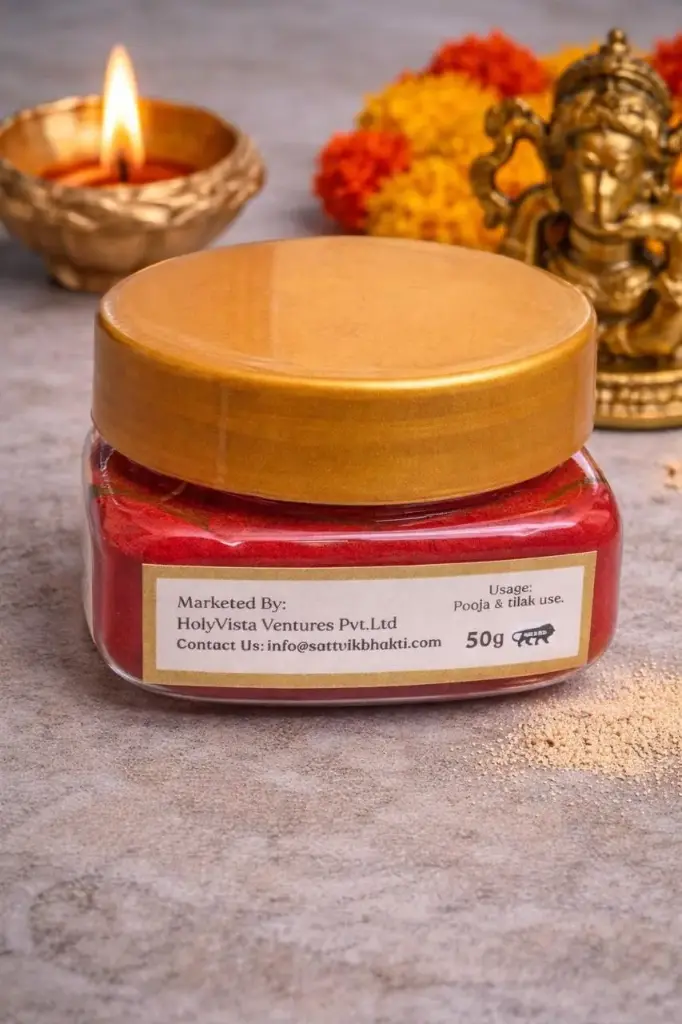 Marketed By:
HolyVista Ventures Pvt.Ltd
Contact Us: info@sattvikbhakti.com
Usage:
Pooja & tilak use.
50g